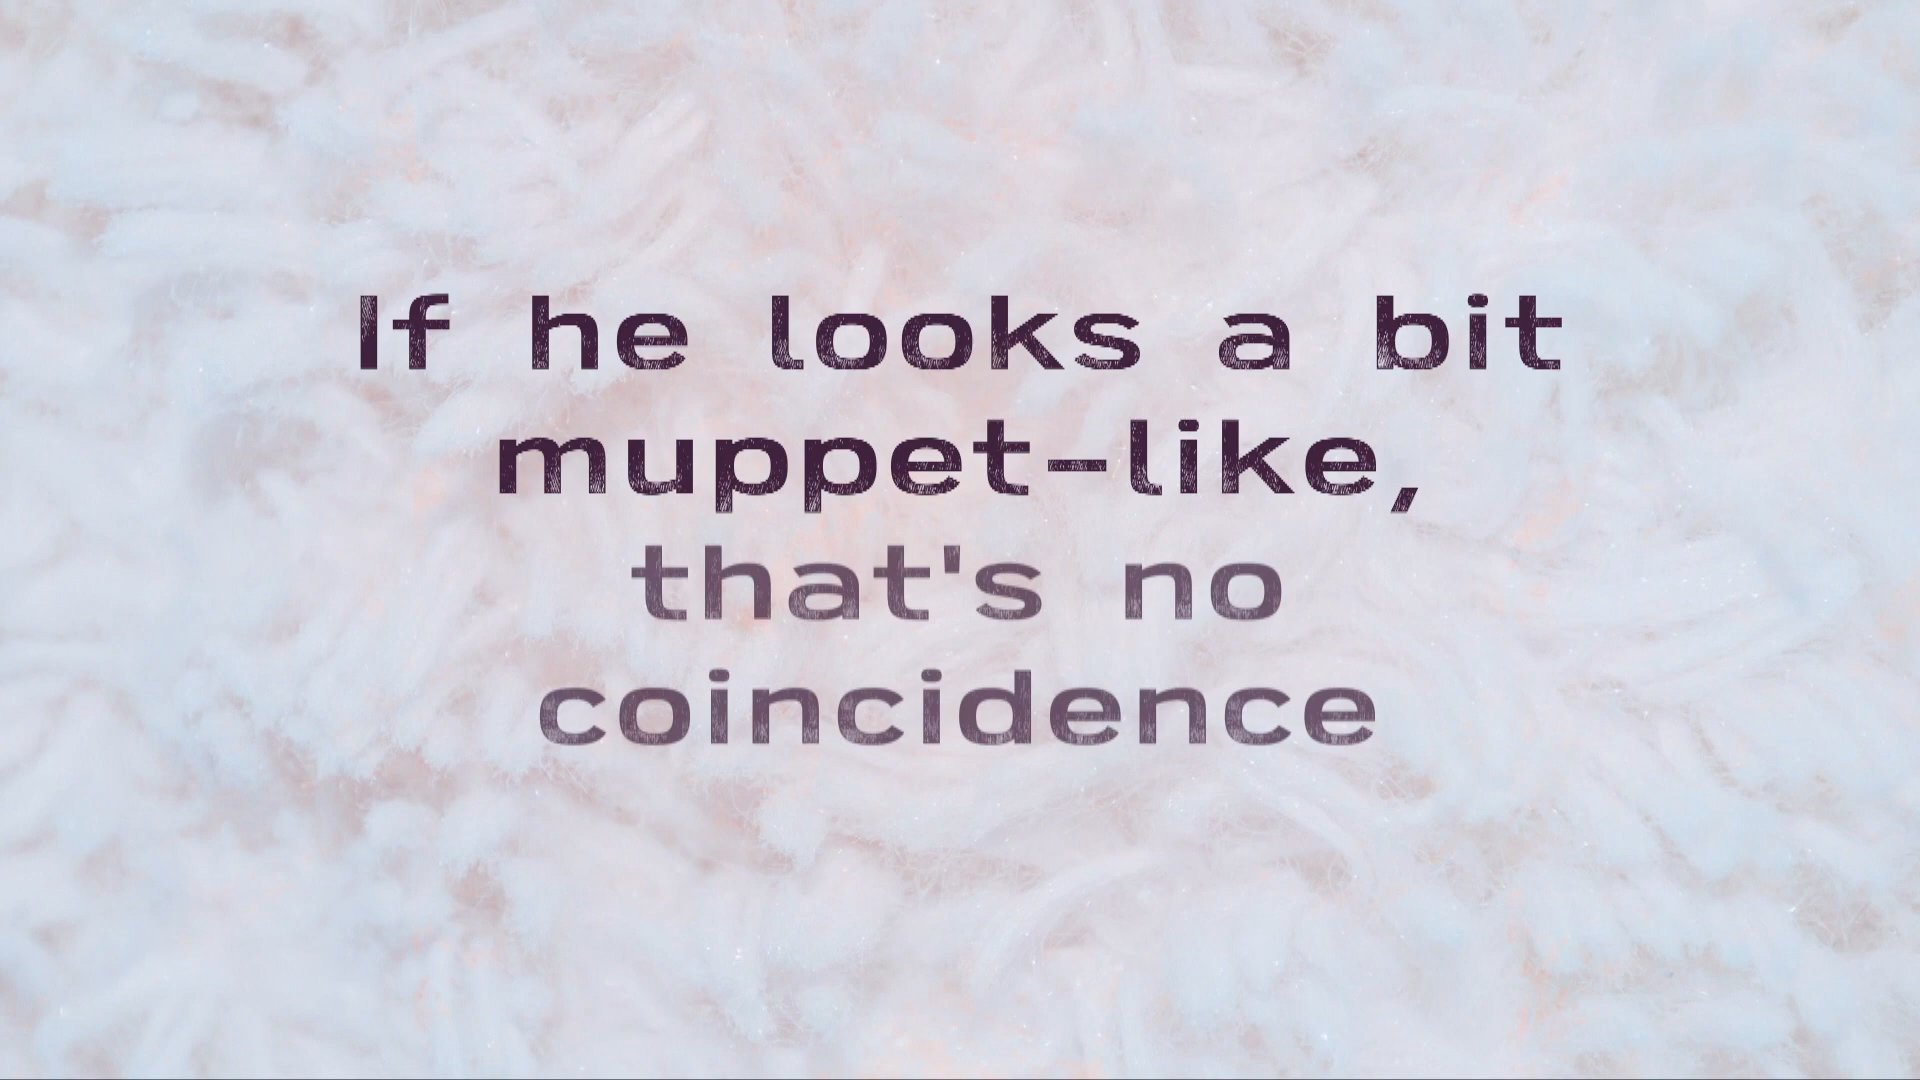 If he looks a bit
muppet-like,
that's no
coincidence